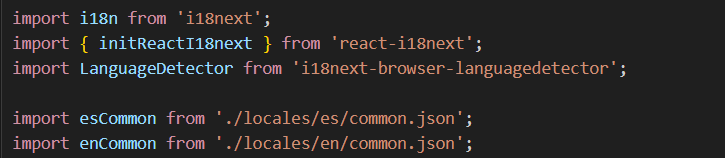 import i18n from 'i18next';
import { initReactI18next } from 'react-i18next';
import LanguageDetector from 'i18next-browser-languagedetector';
import esCommon from './locales/es/common.json';
import enCommon from './locales/en/common.json';